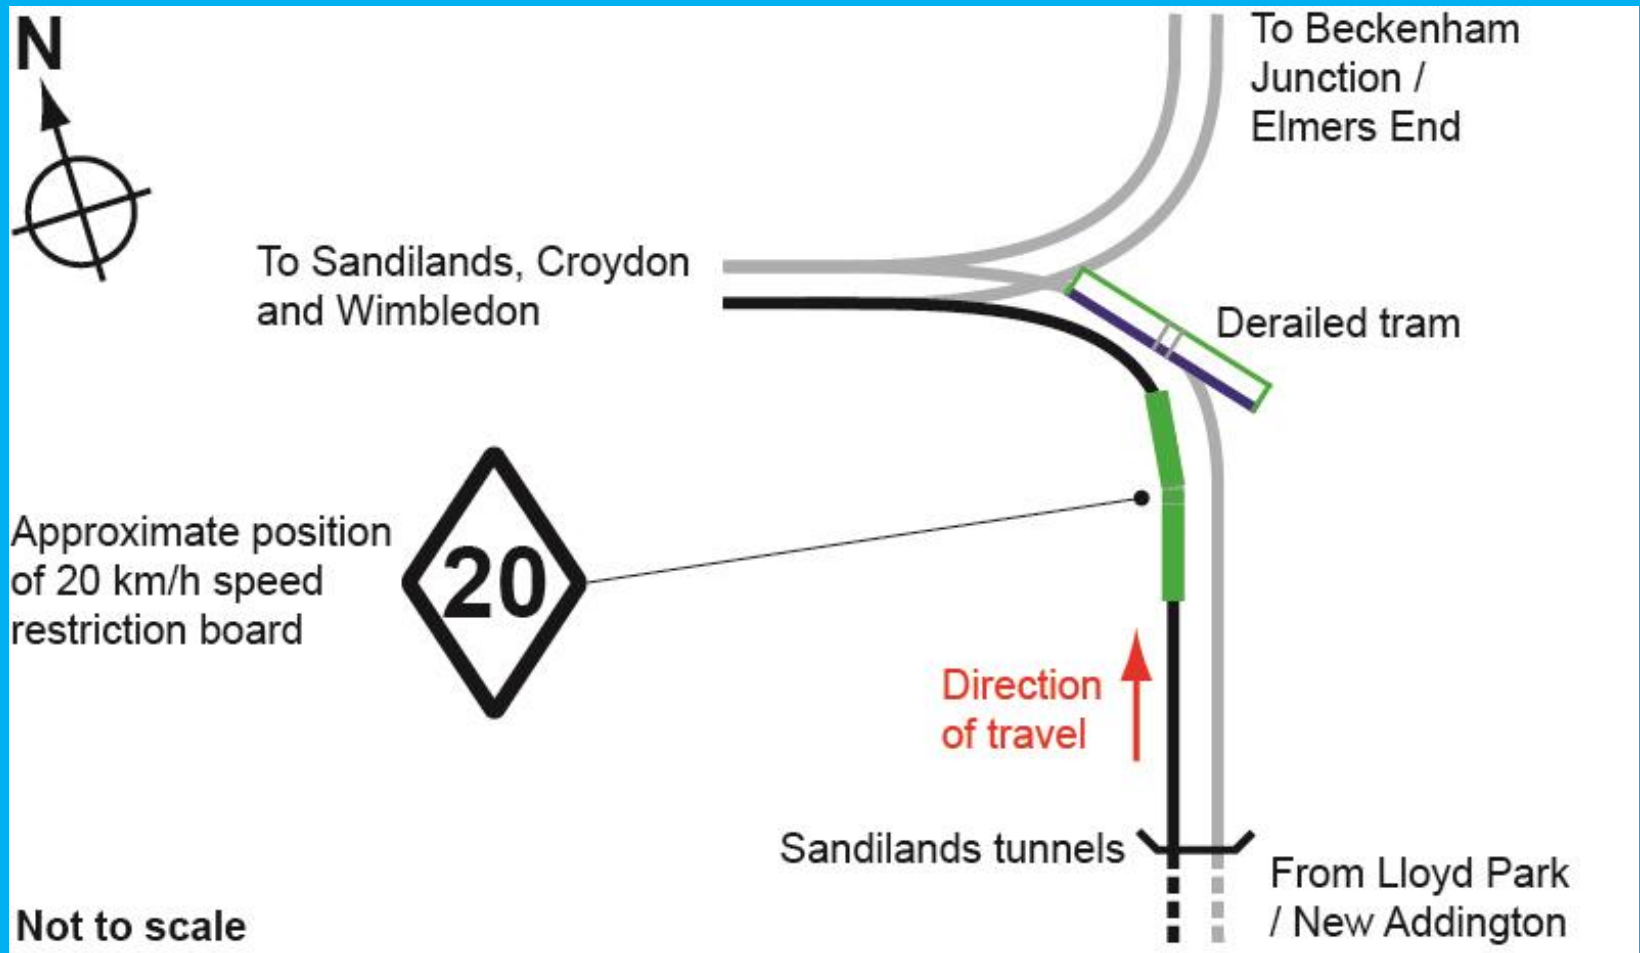 N
To Beckenham
Junction /
Elmers End
To Sandilands, Croydon
and Wimbledon
Derailed tram
Approximate position
of 20 km/h speed
restriction board
20
Direction
of travel
Sandilands tunnels
From Lloyd Park
/ New Addington
Not to scale